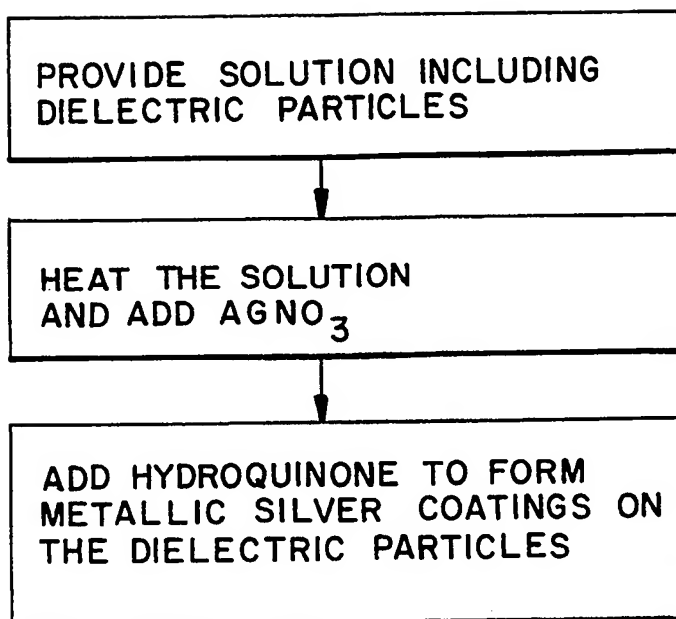 PROVIDE SOLUTION INCLUDING
DIELECTRIC PARTICLES
HEAT THE SOLUTION
AND ADD AGNO₃
ADD HYDROQUINONE TO FORM
METALLIC SILVER COATINGS ON
THE DIELECTRIC PARTICLES